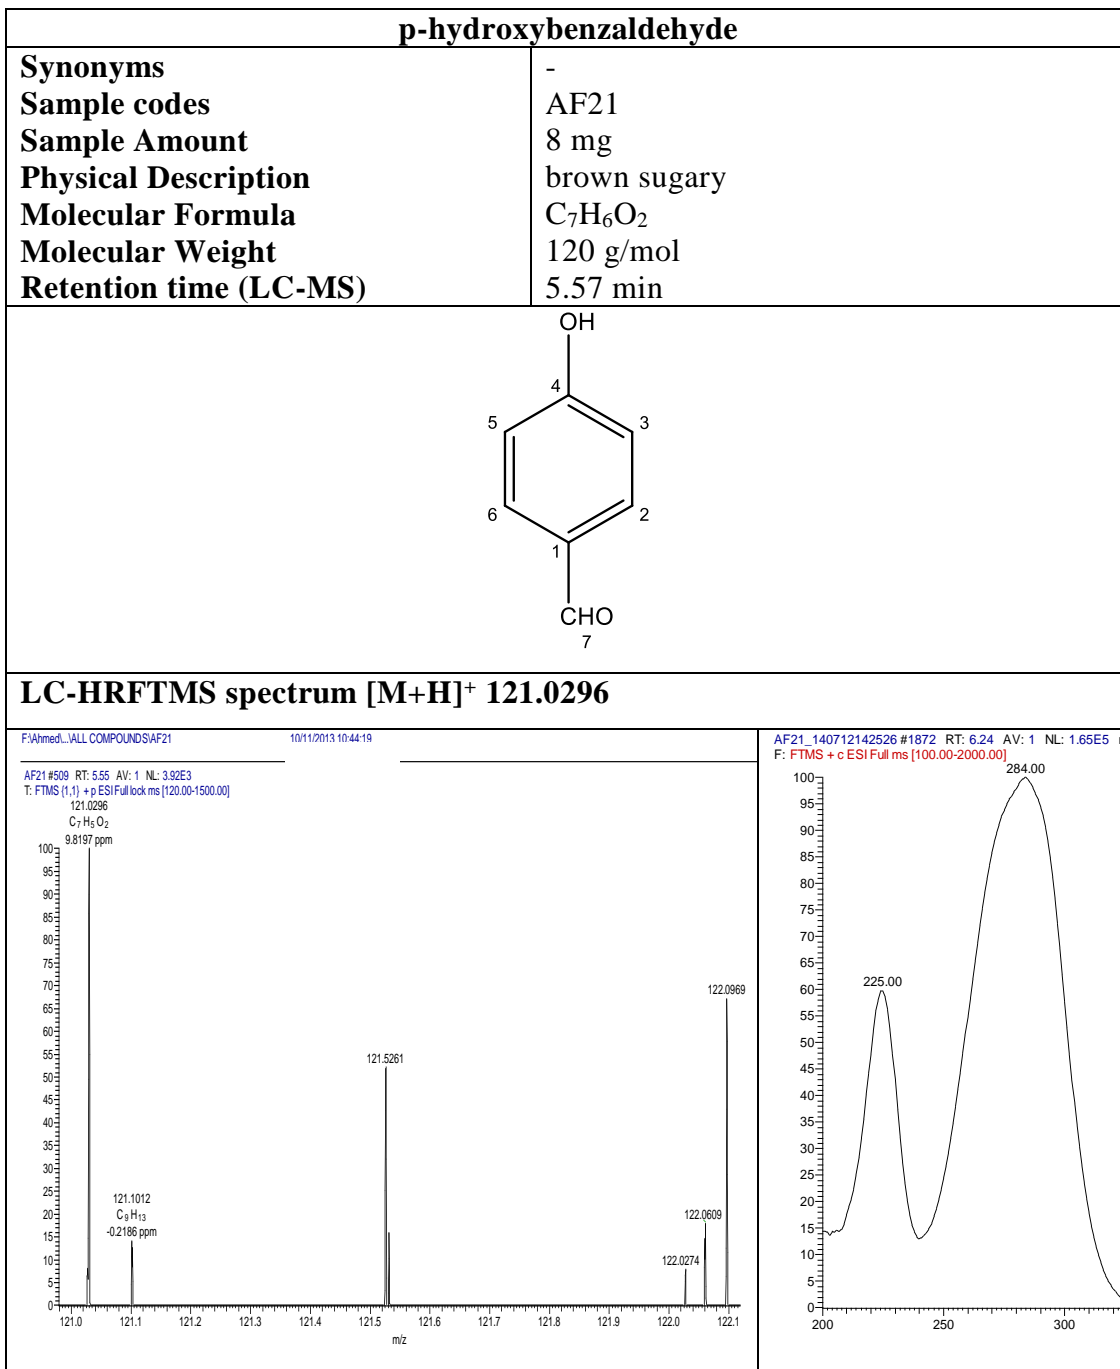 p-hydroxybenzaldehyde
Synonyms -
Sample codes AF21
Sample Amount 8 mg
Physical Description brown sugary
Molecular Formula C₇H₆O₂
Molecular Weight 120 g/mol
Retention time (LC-MS) 5.57 min
OH
4
5 3
6 2
1
CHO
7
LC-HRFTMS spectrum [M+H]⁺ 121.0296
F:\Ahmed\...\ALL COMPOUNDS\AF21 10/11/2013 10:44:19
AF21 #509 RT: 5.55 AV: 1 NL: 3.92E3
T: FTMS {1,1} + p ESI Full lock ms [120.00-1500.00]
121.0296
C₇ H₅ O₂
9.8197 ppm
100
95
90
85
80
75
70
65
60
55
50
45
40
35
30
25
20
15
10
5
0
122.0969
121.5261
121.1012
C₉ H₁₃
-0.2186 ppm
122.0609
122.0274
121.0 121.1 121.2 121.3 121.4 121.5 121.6 121.7 121.8 121.9 122.0 122.1
m/z
AF21_140712142526 #1872 RT: 6.24 AV: 1 NL: 1.65E5
F: FTMS + c ESI Full ms [100.00-2000.00]
284.00
100
95
90
85
80
75
70
65
60
55
50
45
40
35
30
25
20
15
10
5
0
225.00
200 250 300